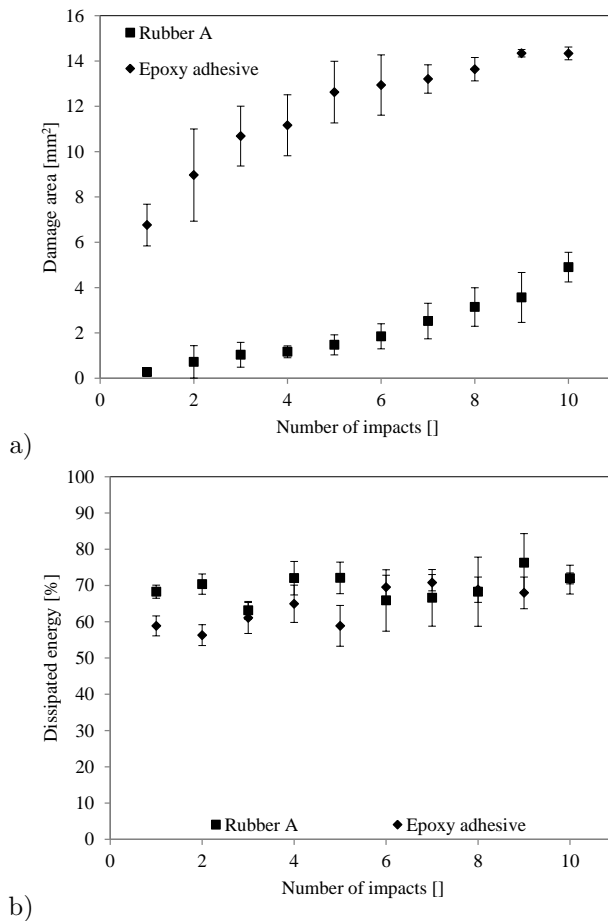 16
14
12
10
8
6
4
2
0
Damage area [mm²]
Rubber A
Epoxy adhesive
0 2 4 6 8 10
Number of impacts []
a)
100
90
80
70
60
50
40
30
20
10
0
Dissipated energy [%]
Rubber A Epoxy adhesive
0 2 4 6 8 10
Number of impacts []
b)